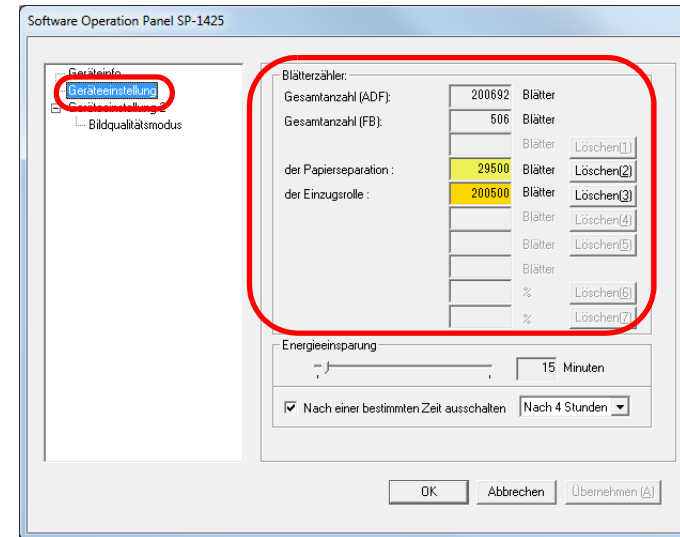 Software Operation Panel SP-1425
Geräteinfo
Geräteeinstellung
Geräteeinstellung 2
Bildqualitätsmodus
Blätterzähler:
Gesamtanzahl (ADF): 200692 Blätter
Gesamtanzahl (FB): 506 Blätter
Blätter Löschen(1)
der Papierseparation : 29500 Blätter Löschen(2)
der Einzugsrolle : 200500 Blätter Löschen(3)
Blätter Löschen(4)
Blätter Löschen(5)
Blätter
% Löschen(6)
% Löschen(7)
Energieeinsparung
15 Minuten
Nach einer bestimmten Zeit ausschalten Nach 4 Stunden
OK Abbrechen Übernehmen (A)